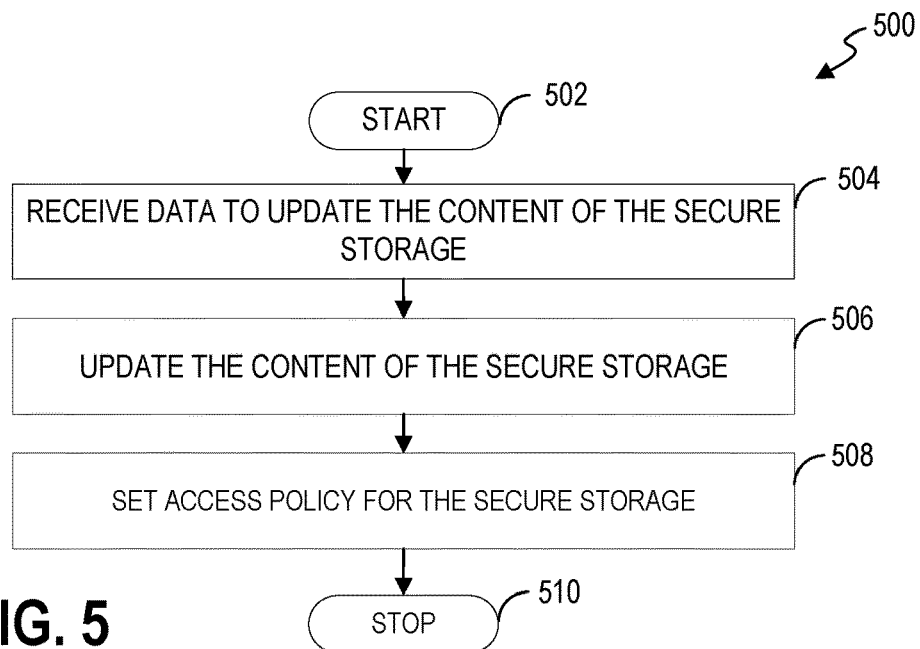 500
START
502
RECEIVE DATA TO UPDATE THE CONTENT OF THE SECURE
STORAGE
504
UPDATE THE CONTENT OF THE SECURE STORAGE
506
SET ACCESS POLICY FOR THE SECURE STORAGE
508
STOP
510
IG. 5